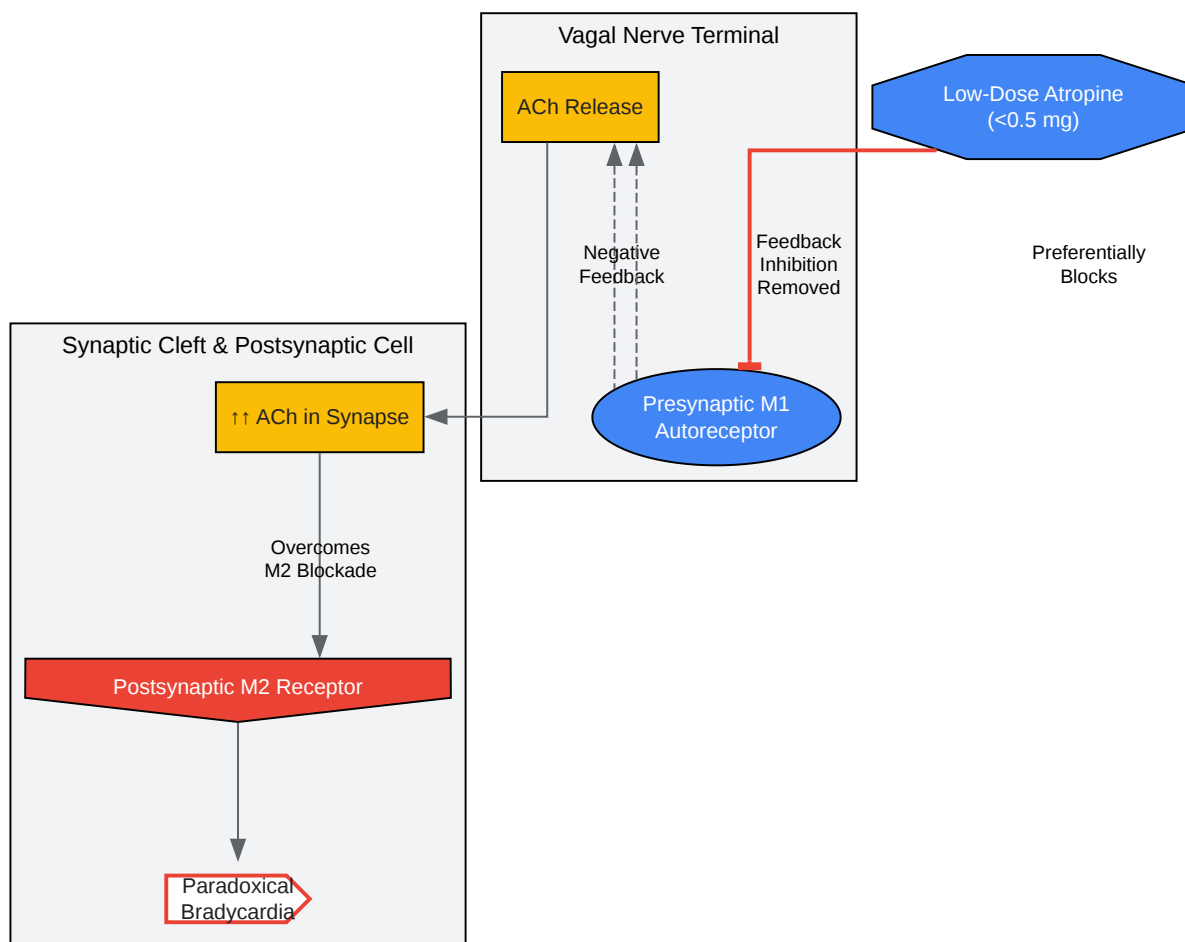 Vagal Nerve Terminal
ACh Release
Low-Dose Atropine
(<0.5 mg)
Negative
Feedback
Feedback
Inhibition
Removed
Preferentially
Blocks
Synaptic Cleft & Postsynaptic Cell
↑↑ ACh in Synapse
Presynaptic M1
Autoreceptor
Overcomes
M2 Blockade
Postsynaptic M2 Receptor
Paradoxical
Bradycardia